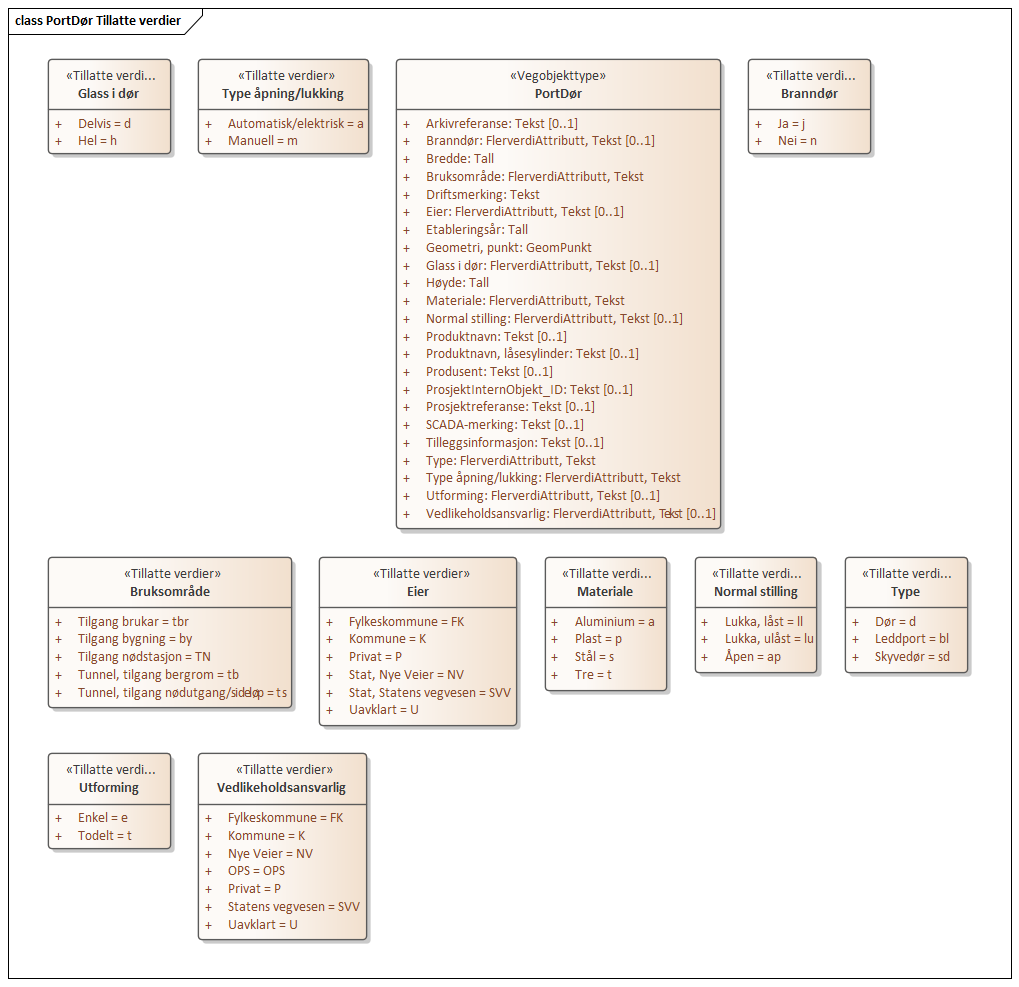 class PortDør Tillatte verdier
«Tillatte verdi...
Glass i dør
+ Delvis = d
+ Hel = h
«Tillatte verdier»
Type åpning/lukking
+ Automatisk/elektrisk = a
+ Manuell = m
«Vegobjekttype»
PortDør
+ Arkivreferanse: Tekst [0..1]
+ Branndør: FlerverdiAttributt, Tekst [0..1]
+ Bredde: Tall
+ Bruksområde: FlerverdiAttributt, Tekst
+ Driftsmerking: Tekst
+ Eier: FlerverdiAttributt, Tekst [0..1]
+ Etableringsår: Tall
+ Geometri, punkt: GeomPunkt
+ Glass i dør: FlerverdiAttributt, Tekst [0..1]
+ Høyde: Tall
+ Materiale: FlerverdiAttributt, Tekst
+ Normal stilling: FlerverdiAttributt, Tekst [0..1]
+ Produktnavn: Tekst [0..1]
+ Produktnavn, låsesylinder: Tekst [0..1]
+ Produsent: Tekst [0..1]
+ ProsjektInternObjekt_ID: Tekst [0..1]
+ Prosjektreferanse: Tekst [0..1]
+ SCADA-merking: Tekst [0..1]
+ Tilleggsinformasjon: Tekst [0..1]
+ Type: FlerverdiAttributt, Tekst
+ Type åpning/lukking: FlerverdiAttributt, Tekst
+ Utforming: FlerverdiAttributt, Tekst [0..1]
+ Vedlikeholdsansvarlig: FlerverdiAttributt, Tekst [0..1]
«Tillatte verdi...
Branndør
+ Ja = j
+ Nei = n
«Tillatte verdier»
Bruksområde
+ Tilgang brukar = tbr
+ Tilgang bygning = by
+ Tilgang nødstasjon = TN
+ Tunnel, tilgang bergrom = tb
+ Tunnel, tilgang nødutgang/sideløp = ts
«Tillatte verdier»
Eier
+ Fylkeskommune = FK
+ Kommune = K
+ Privat = P
+ Stat, Nye Veier = NV
+ Stat, Statens vegvesen = SVV
+ Uavklart = U
«Tillatte verdi...
Materiale
+ Aluminium = a
+ Plast = p
+ Stål = s
+ Tre = t
«Tillatte verdi...
Normal stilling
+ Lukka, låst = ll
+ Lukka, ulåst = lu
+ Åpen = ap
«Tillatte verdi...
Type
+ Dør = d
+ Leddport = bl
+ Skyvedør = sd
«Tillatte verdi...
Utforming
+ Enkel = e
+ Todelt = t
«Tillatte verdier»
Vedlikeholdsansvarlig
+ Fylkeskommune = FK
+ Kommune = K
+ Nye Veier = NV
+ OPS = OPS
+ Privat = P
+ Statens vegvesen = SVV
+ Uavklart = U